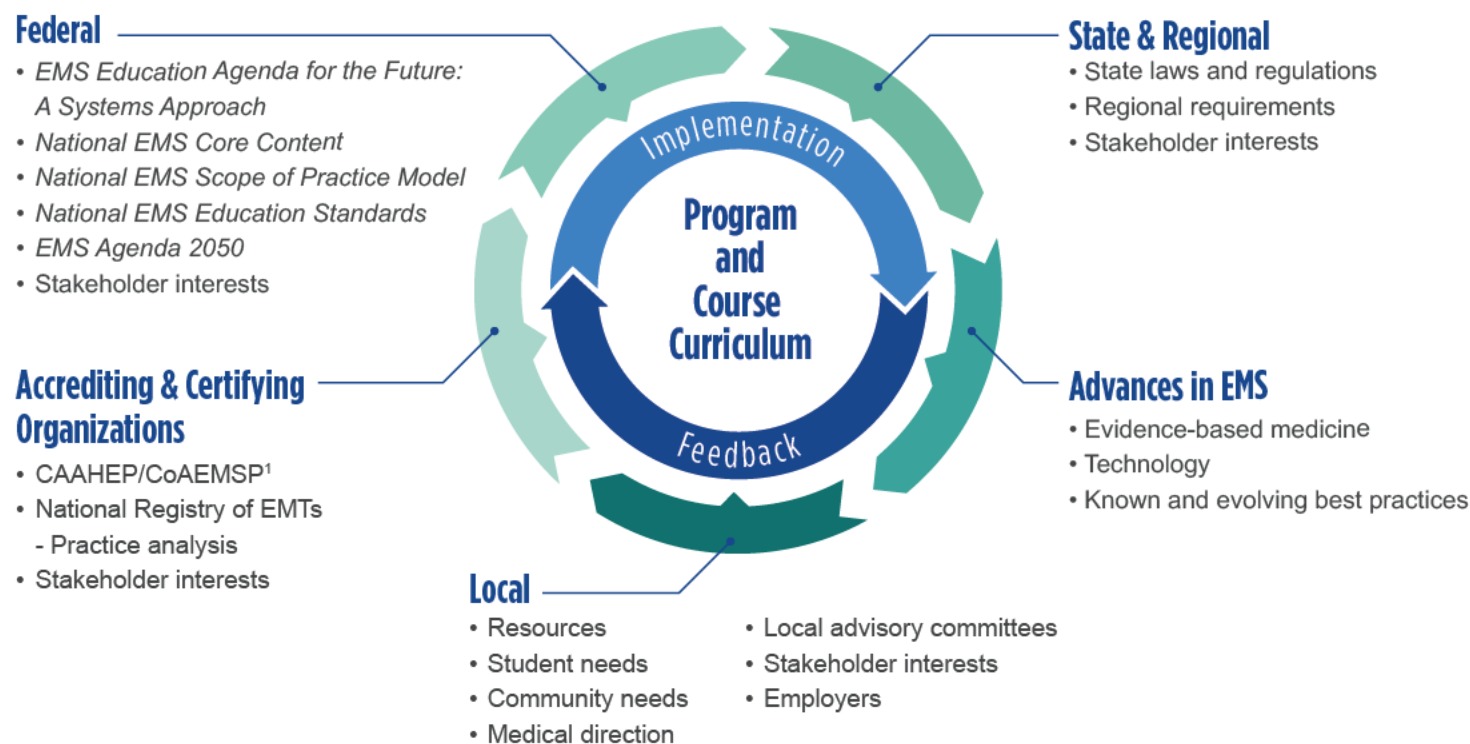 Federal
• EMS Education Agenda for the Future:
A Systems Approach
• National EMS Core Content
• National EMS Scope of Practice Model
• National EMS Education Standards
• EMS Agenda 2050
• Stakeholder interests
State & Regional
• State laws and regulations
• Regional requirements
• Stakeholder interests
Implementation
Program
and
Course
Curriculum
Feedback
Accrediting & Certifying
Organizations
• CAAHEP/CoAEMSP¹
• National Registry of EMTs
- Practice analysis
• Stakeholder interests
Advances in EMS
• Evidence-based medicine
• Technology
• Known and evolving best practices
Local
• Resources
• Student needs
• Community needs
• Medical direction
• Local advisory committees
• Stakeholder interests
• Employers